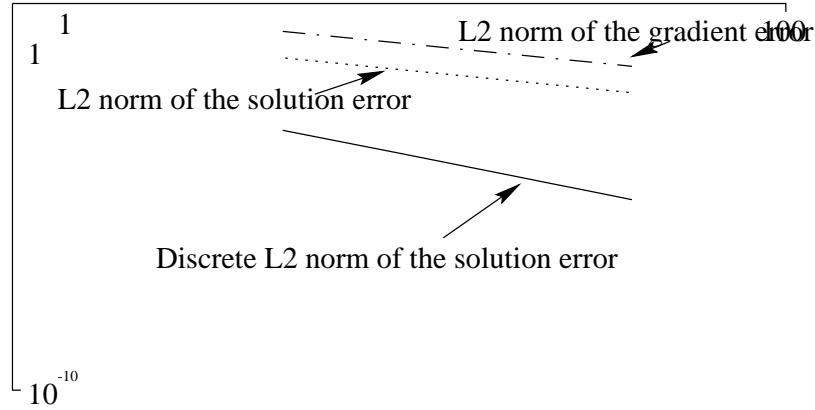 1
L2 norm of the gradient error
100
1
L2 norm of the solution error
Discrete L2 norm of the solution error
10^-10